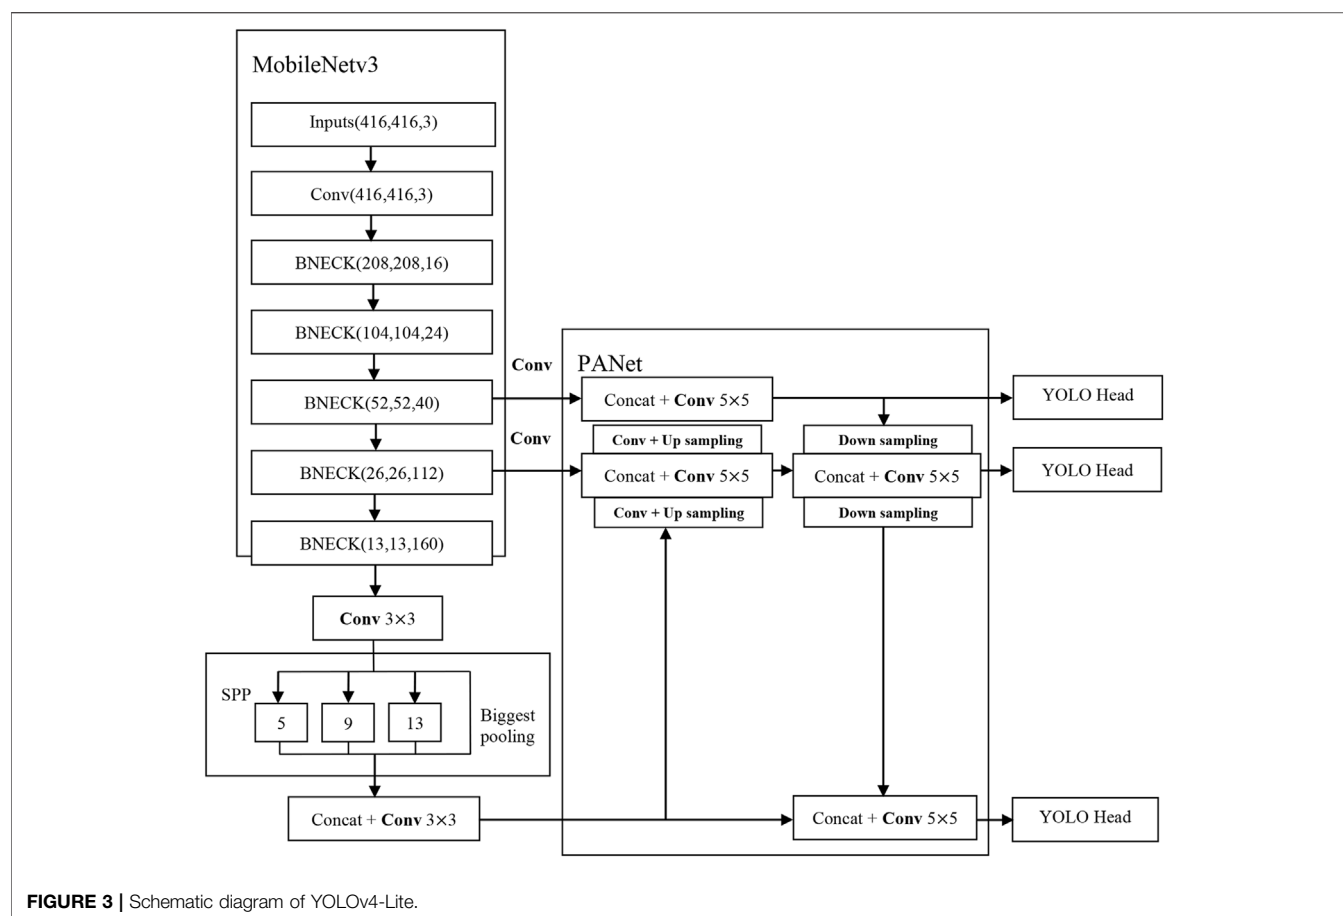 MobileNetv3
Inputs(416,416,3)
Conv(416,416,3)
BNECK(208,208,16)
BNECK(104,104,24)
BNECK(52,52,40)
BNECK(26,26,112)
BNECK(13,13,160)
Conv 3×3
SPP
5
9
13
Biggest
pooling
Concat + Conv 3×3
Conv
Conv
PANet
Concat + Conv 5×5
Conv + Up sampling
Concat + Conv 5×5
Conv + Up sampling
Down sampling
Concat + Conv 5×5
Down sampling
Concat + Conv 5×5
YOLO Head
YOLO Head
YOLO Head
FIGURE 3 | Schematic diagram of YOLOv4-Lite.